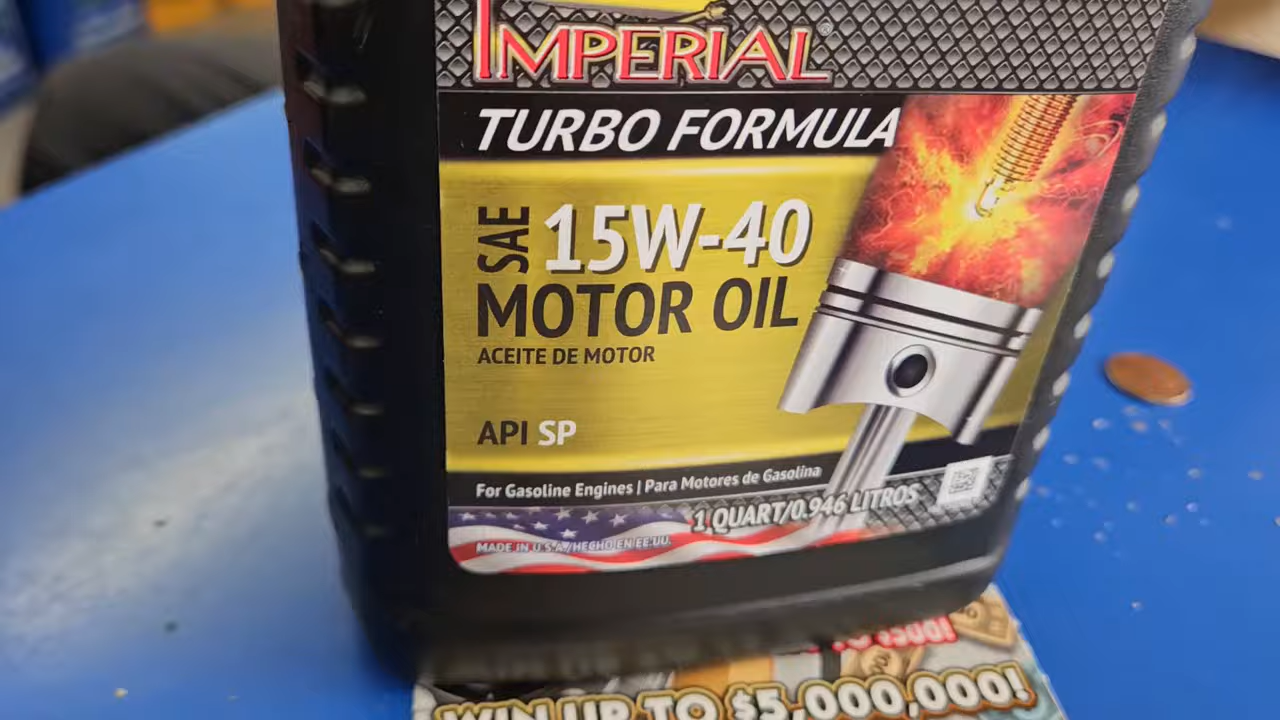 IMPERIAL
TURBO FORMULA
SAE 15W-40
MOTOR OIL
ACEITE DE MOTOR
API SP
For Gasoline Engines | Para Motores de Gasolina
1 QUART/0.946 LITROS
MADE IN U.S.A./HECHO EN EE.UU.
WIN UP TO $5,000,000!